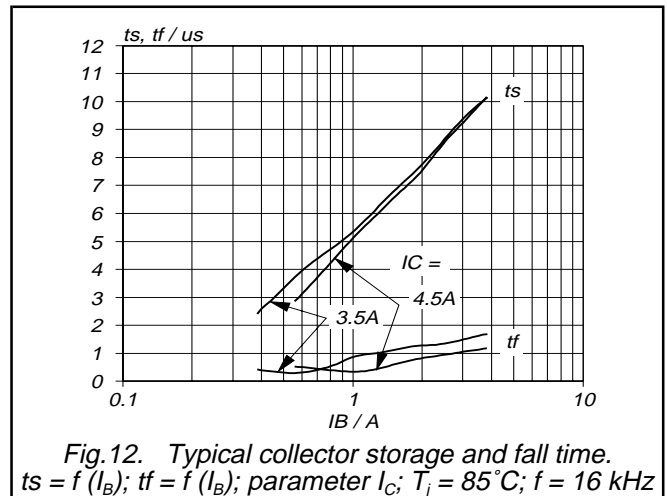 ts, tf / us
12
11
10
9
8
7
6
5
4
3
2
1
0
ts
IC =
4.5A
3.5A
tf
0.1 1 10
IB / A
Fig.12. Typical collector storage and fall time.
ts = f (IB); tf = f (IB); parameter IC; Tj = 85˚C; f = 16 kHz